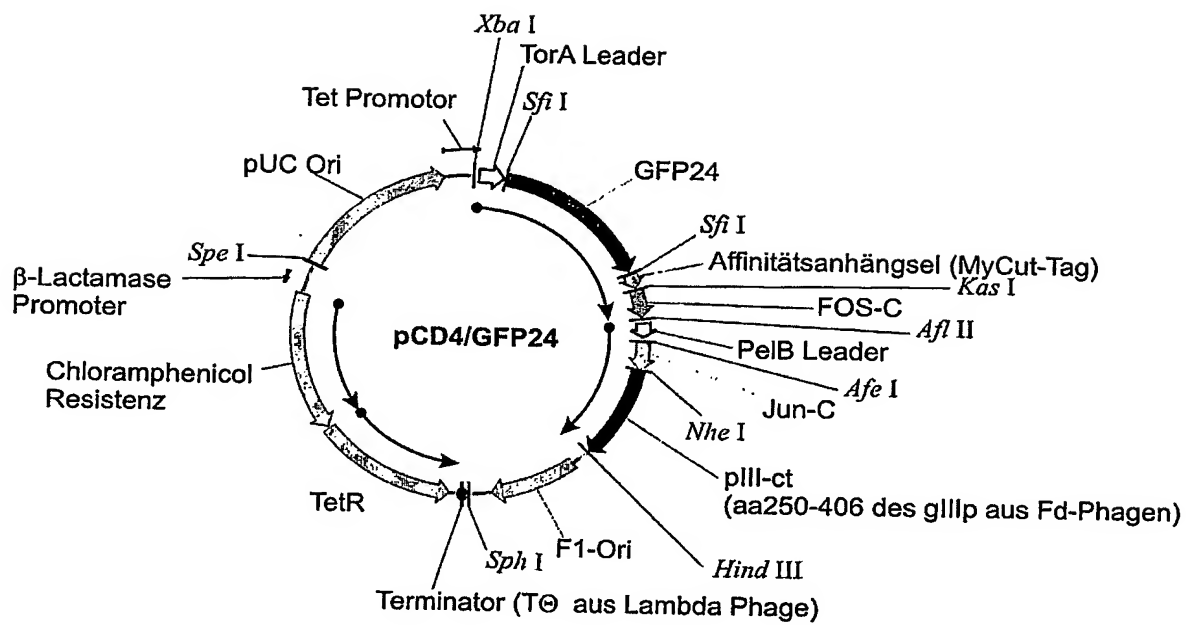 Xba I
TorA Leader
Sfi I
Tet Promotor
pUC Ori
GFP24
Sfi I
Spe I
Affinitätsanhängsel (MyCut-Tag)
Kas I
β-Lactamase
Promoter
FOS-C
Afl II
pCD4/GFP24
PelB Leader
Afe I
Chloramphenicol
Resistenz
Jun-C
Nhe I
pIII-ct
(aa250-406 des gIIIp aus Fd-Phagen)
TetR
F1-Ori
Sph I
Hind III
Terminator (TΘ aus Lambda Phage)